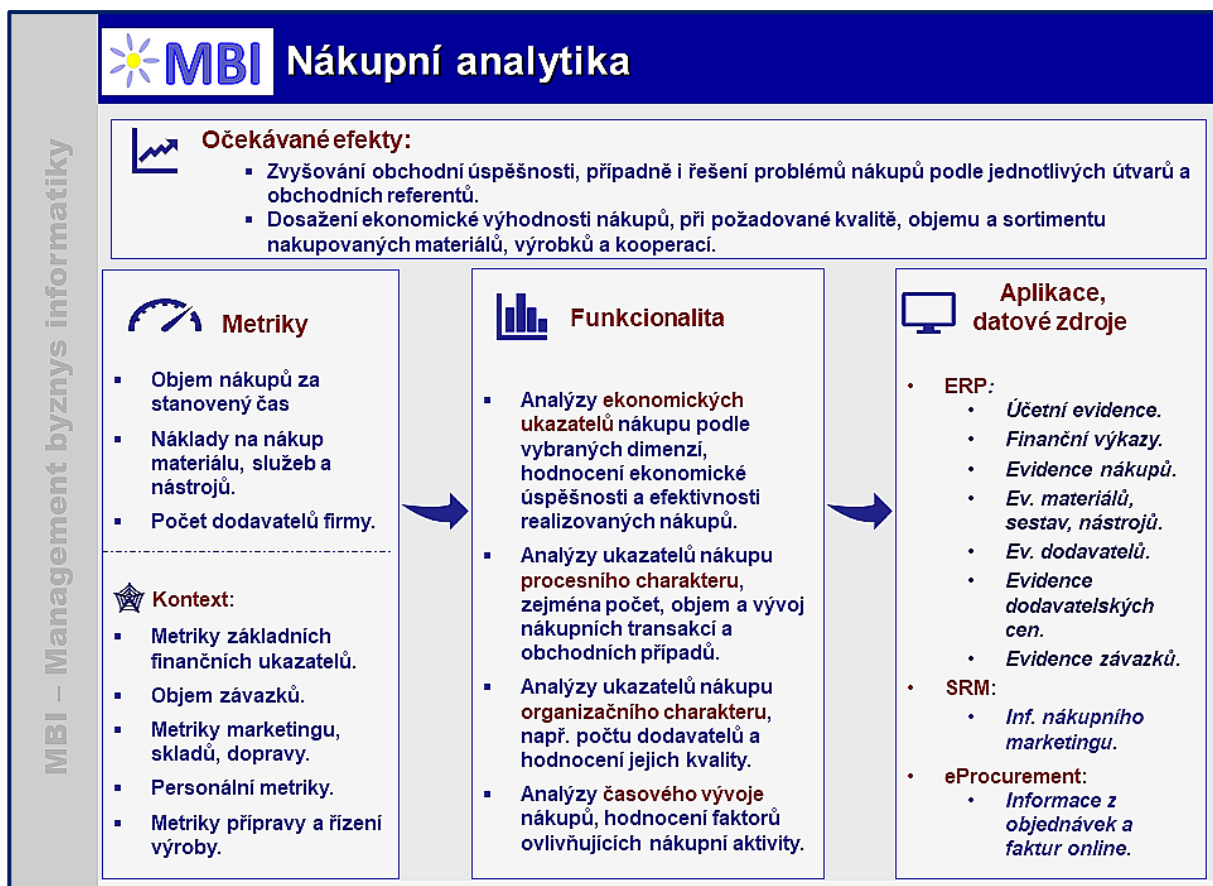 MBI
Nákupní analytika
MBI – Management byznys informatiky
Očekávané efekty:
▪ Zvyšování obchodní úspěšnosti, případně i řešení problémů nákupů podle jednotlivých útvarů a
obchodních referentů.
▪ Dosažení ekonomické výhodnosti nákupů, při požadované kvalitě, objemu a sortimentu
nakupovaných materiálů, výrobků a kooperací.
Metriky
▪ Objem nákupů za
stanovený čas
▪ Náklady na nákup
materiálu, služeb a
nástrojů.
▪ Počet dodavatelů firmy.
Kontext:
▪ Metriky základních
finančních ukazatelů.
▪ Objem závazků.
▪ Metriky marketingu,
skladů, dopravy.
▪ Personální metriky.
▪ Metriky přípravy a řízení
výroby.
Funkcionalita
▪ Analýzy ekonomických
ukazatelů nákupu podle
vybraných dimenzí,
hodnocení ekonomické
úspěšnosti a efektivnosti
realizovaných nákupů.
▪ Analýzy ukazatelů nákupu
procesního charakteru,
zejména počet, objem a vývoj
nákupních transakcí a
obchodních případů.
▪ Analýzy ukazatelů nákupu
organizačního charakteru,
např. počtu dodavatelů a
hodnocení jejich kvality.
▪ Analýzy časového vývoje
nákupů, hodnocení faktorů
ovlivňujících nákupní aktivity.
Aplikace,
datové zdroje
• ERP:
• Účetní evidence.
• Finanční výkazy.
• Evidence nákupů.
• Ev. materiálů,
sestav, nástrojů.
• Ev. dodavatelů.
• Evidence
dodavatelských
cen.
• Evidence závazků.
• SRM:
• Inf. nákupního
marketingu.
• eProcurement:
• Informace z
objednávek a
faktur online.